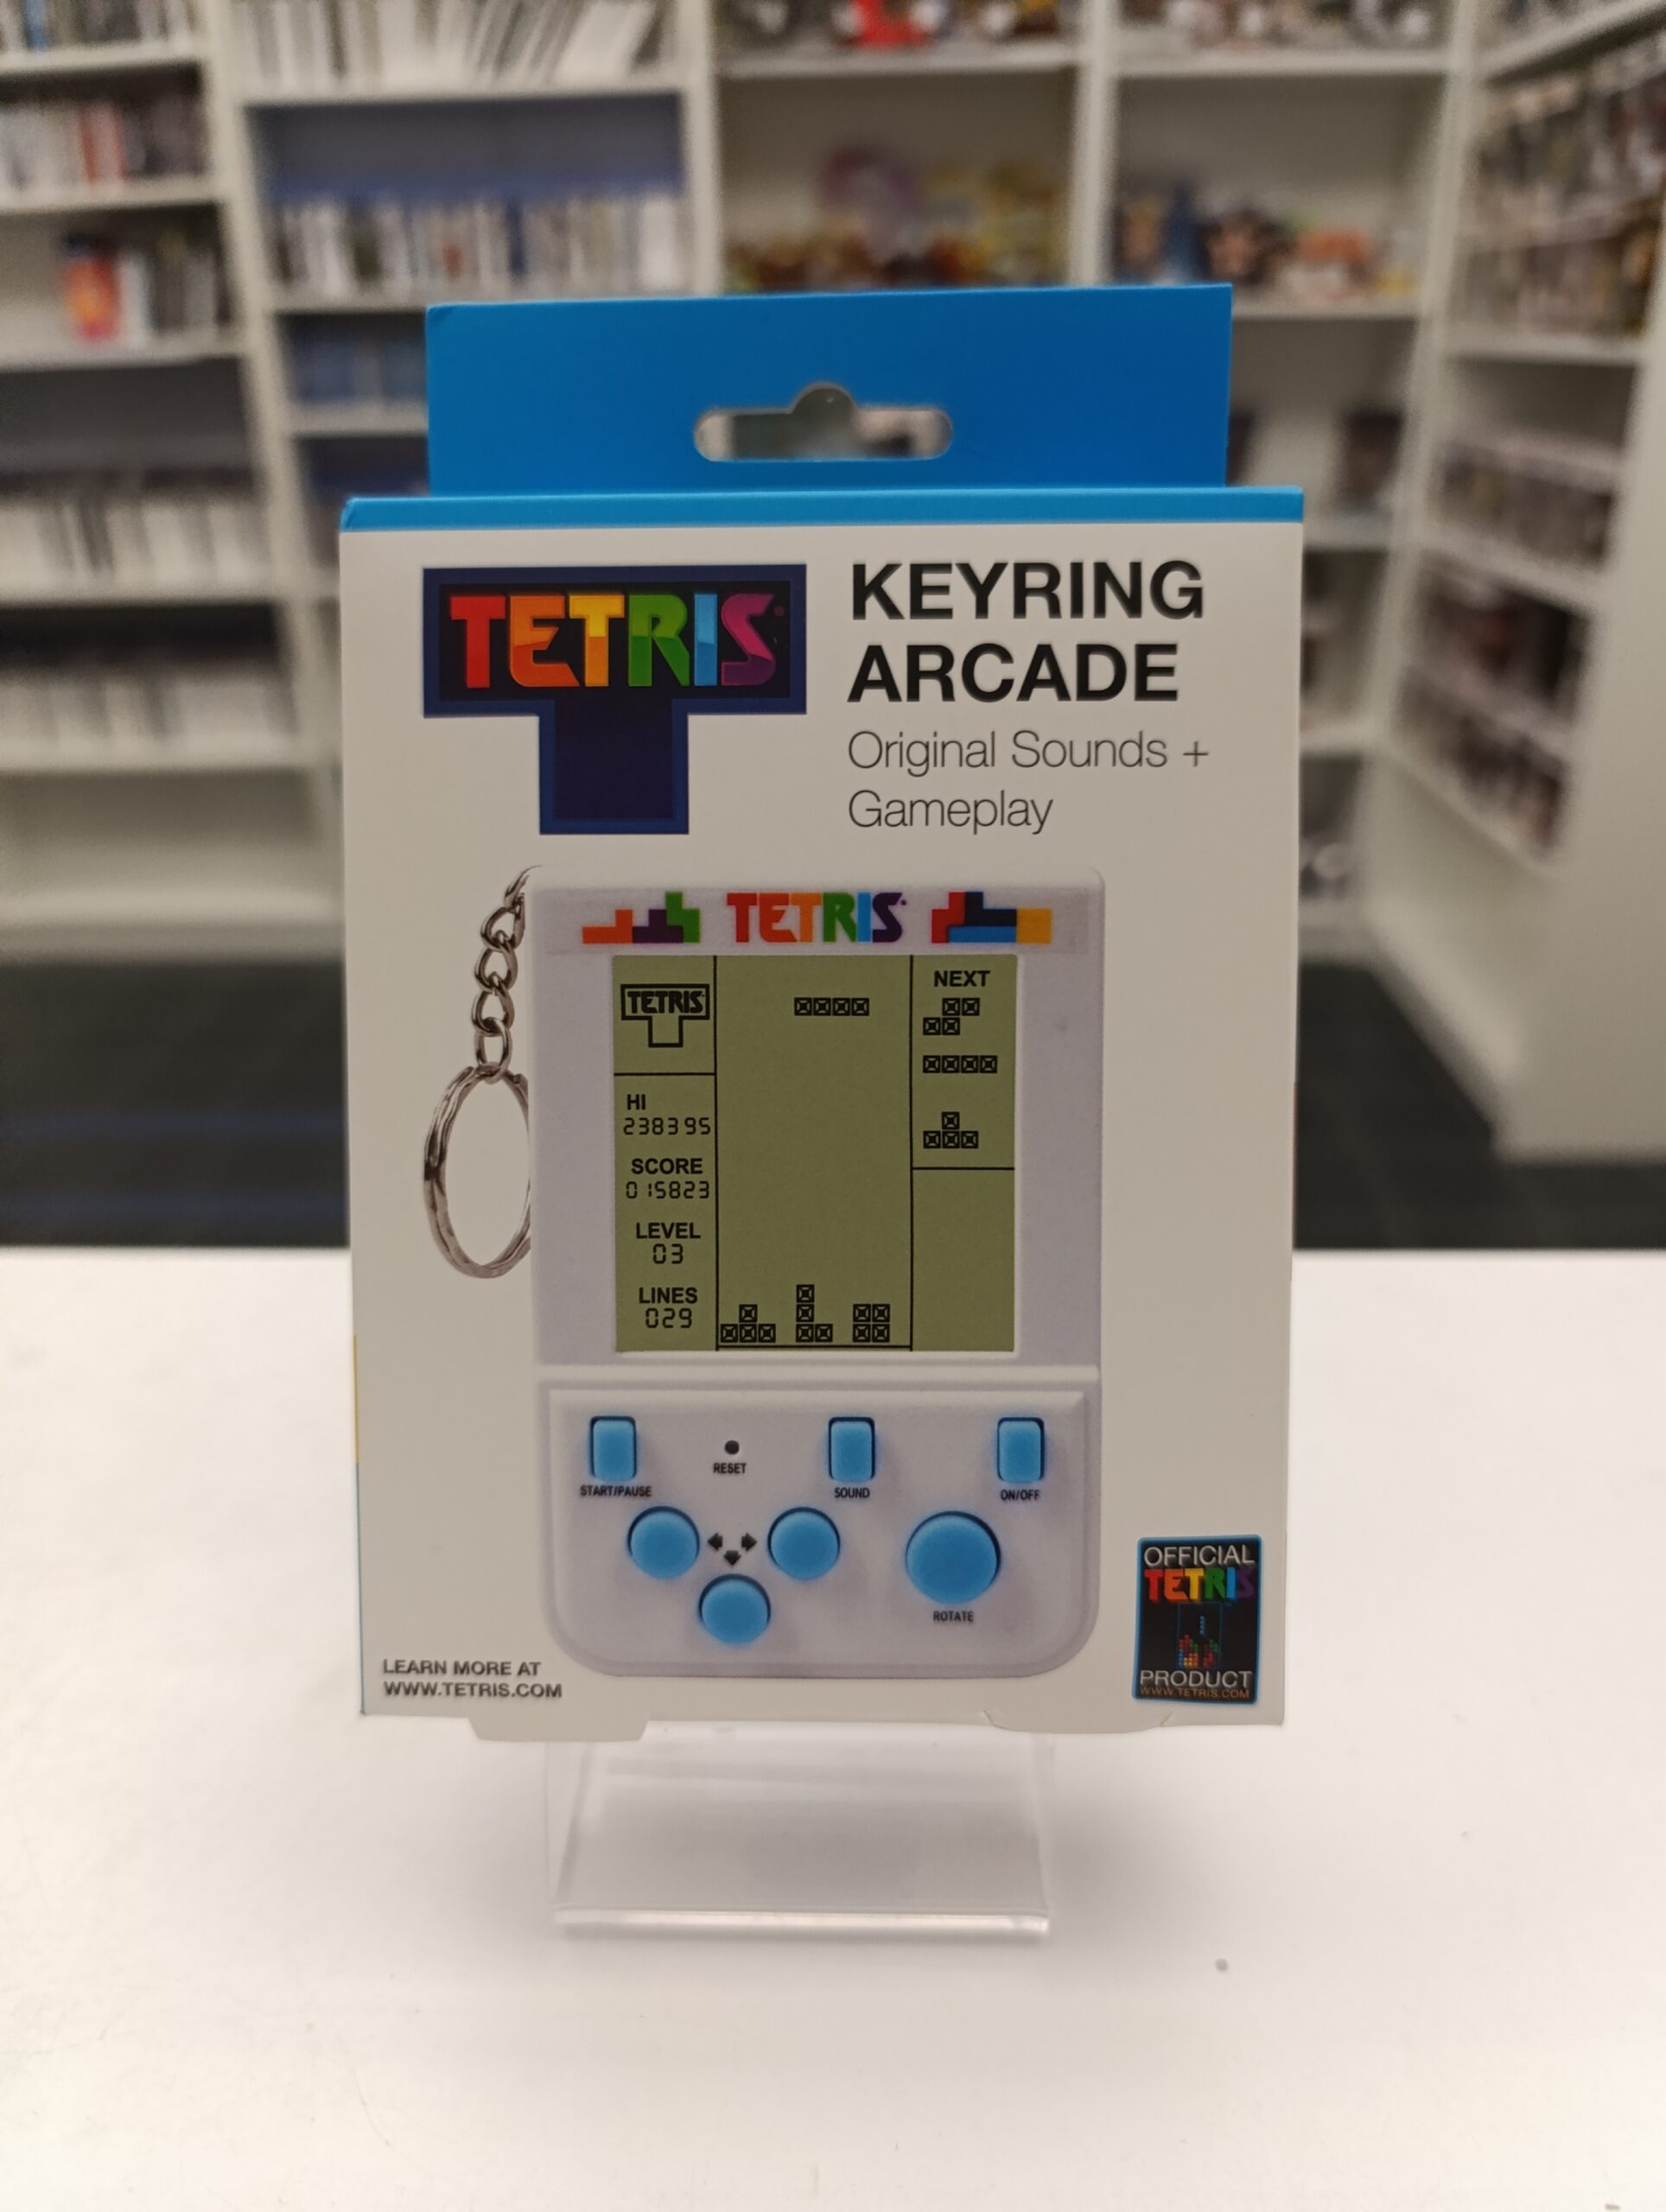 TETRIS
KEYRING
ARCADE
Original Sounds +
Gameplay
TETRIS
TETRIS
HI
238395
SCORE
015823
LEVEL
03
LINES
029
NEXT
START/PAUSE
RESET
SOUND
ON/OFF
ROTATE
LEARN MORE AT
WWW.TETRIS.COM
OFFICIAL
TETRIS
PRODUCT
WWW.TETRIS.COM